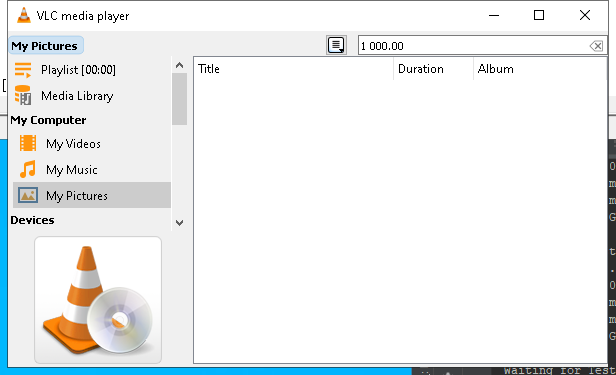 VLC media player
My Pictures
1 000.00
Playlist [00:00]
Media Library
My Computer
My Videos
My Music
My Pictures
Devices
Title Duration Album
Waiting for